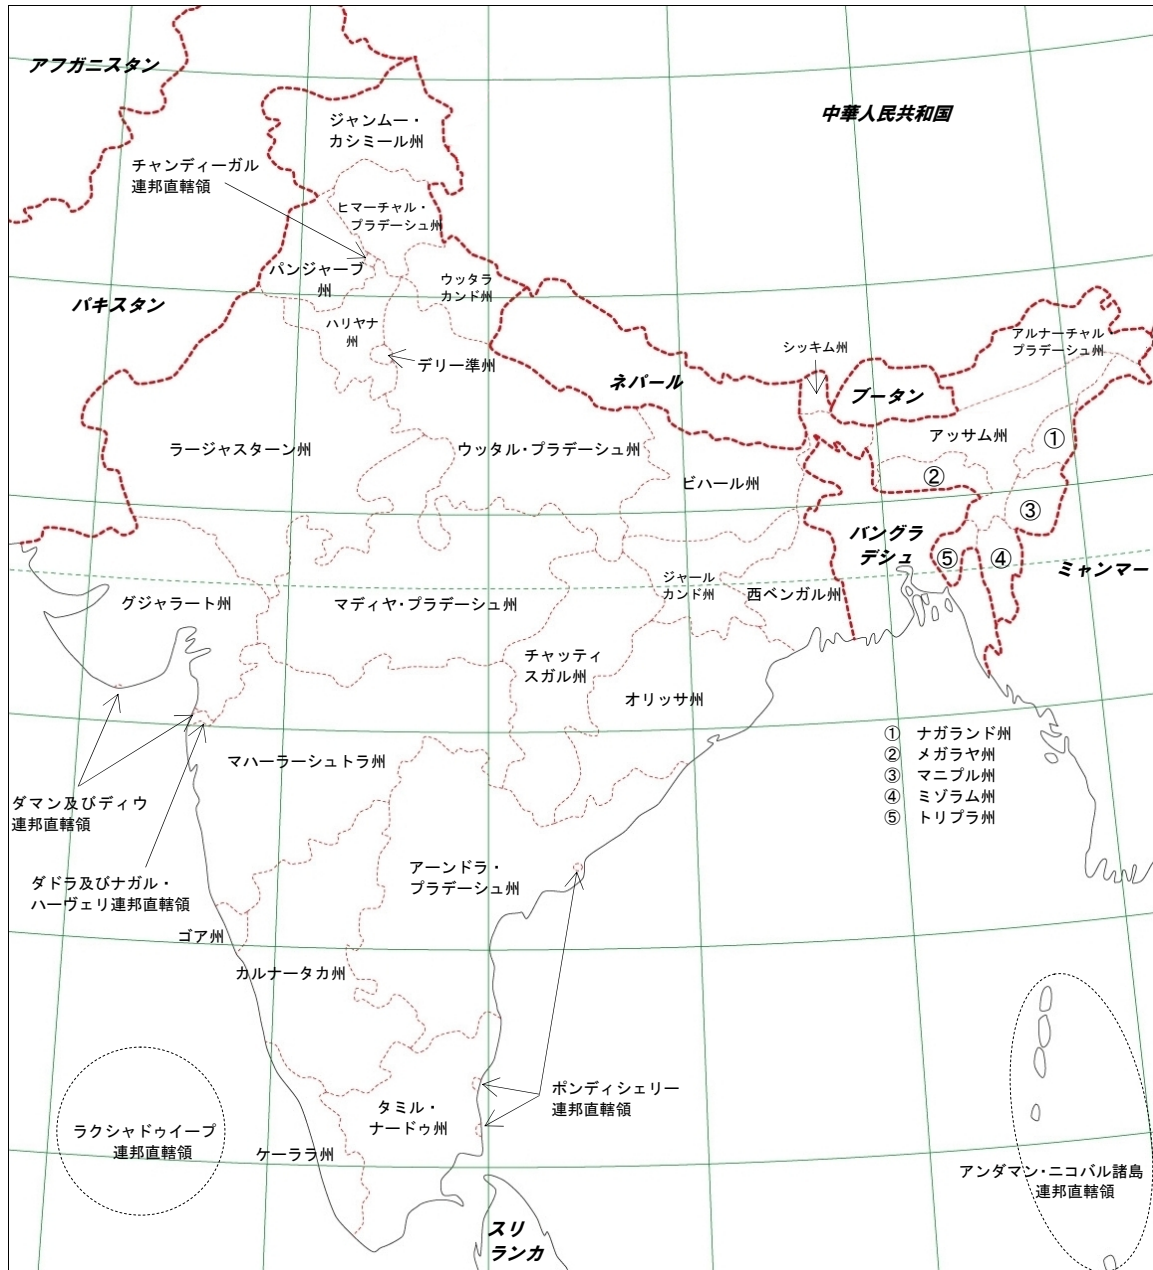 アフガニスタン
中華人民共和国
ジャンムー・
カシミール州
チャンディーガル
連邦直轄領
ヒマーチャル・
プラデーシュ州
パンジャーブ
州
ウッタラ
カンド州
パキスタン
ハリヤナ
州
デリー準州
ネパール
シッキム州
ブータン
アルナーチャル
プラデーシュ州
ラージャスターン州
ウッタル・プラデーシュ州
ビハール州
アッサム州
①
②
③
④
⑤
バングラ
デシュ
ミャンマー
グジャラート州
マディヤ・プラデーシュ州
ジャール
カンド州
西ベンガル州
チャッティ
スガル州
オリッサ州
マハーラーシュトラ州
① ナガランド州
② メガラヤ州
③ マニプル州
④ ミゾラム州
⑤ トリプラ州
ダマン及びディウ
連邦直轄領
ダドラ及びナガル・
ハーヴェリ連邦直轄領
アーンドラ・
プラデーシュ州
ゴア州
カルナータカ州
ポンディシェリー
連邦直轄領
タミル・
ナードゥ州
ラクシャドゥイープ
連邦直轄領
ケーララ州
アンダマン・ニコバル諸島
連邦直轄領
スリ
ランカ